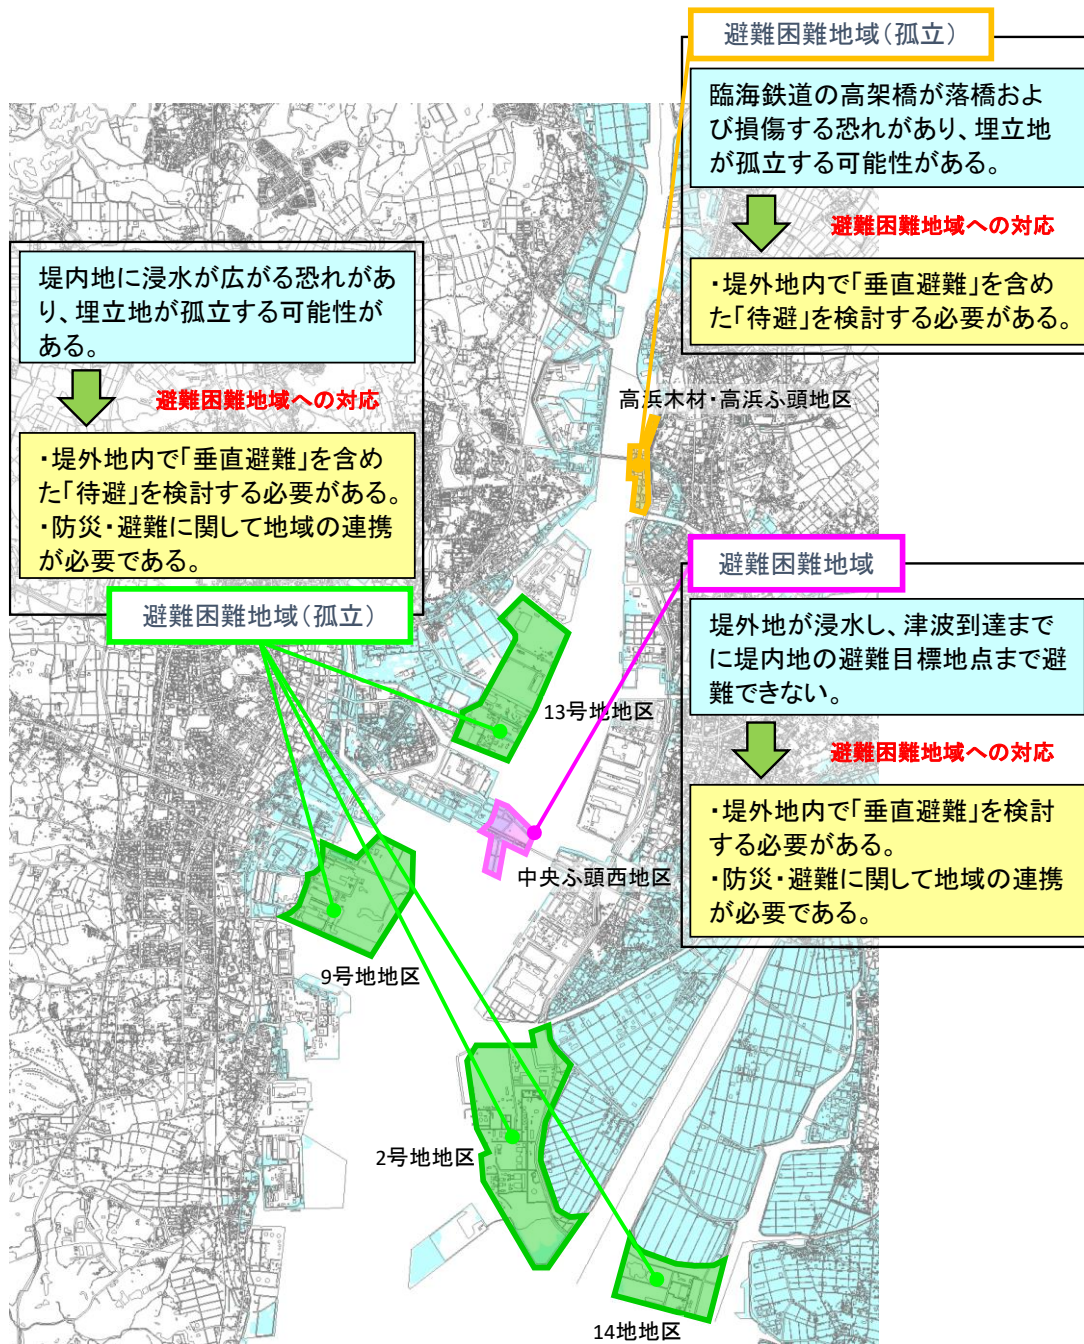 避難困難地域（孤立）
臨海鉄道の高架橋が落橋およ
び損傷する恐れがあり、埋立地
が孤立する可能性がある。
避難困難地域への対応
・堤外地内で「垂直避難」を含め
た「待避」を検討する必要がある。
堤内地に浸水が広がる恐れがあ
り、埋立地が孤立する可能性が
ある。
避難困難地域への対応
・堤外地内で「垂直避難」を含め
た「待避」を検討する必要がある。
・防災・避難に関して地域の連携
が必要である。
避難困難地域（孤立）
高浜木材・高浜ふ頭地区
避難困難地域
堤外地が浸水し、津波到達まで
に堤内地の避難目標地点まで避
難できない。
避難困難地域への対応
・堤外地内で「垂直避難」を検討
する必要がある。
・防災・避難に関して地域の連携
が必要である。
13号地地区
中央ふ頭西地区
9号地地区
2号地地区
14地地区